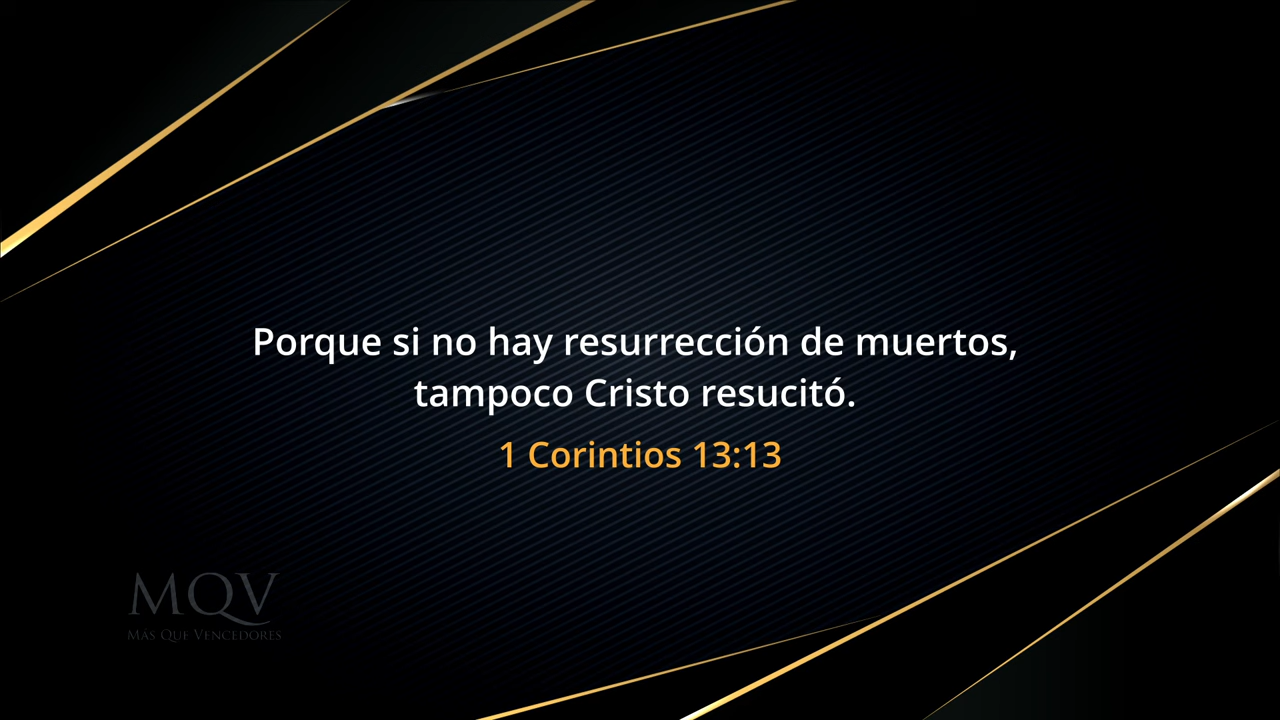 Porque si no hay resurrección de muertos,
tampoco Cristo resucitó.
1 Corintios 13:13
MQV
MÁS QUE VENCEDORES